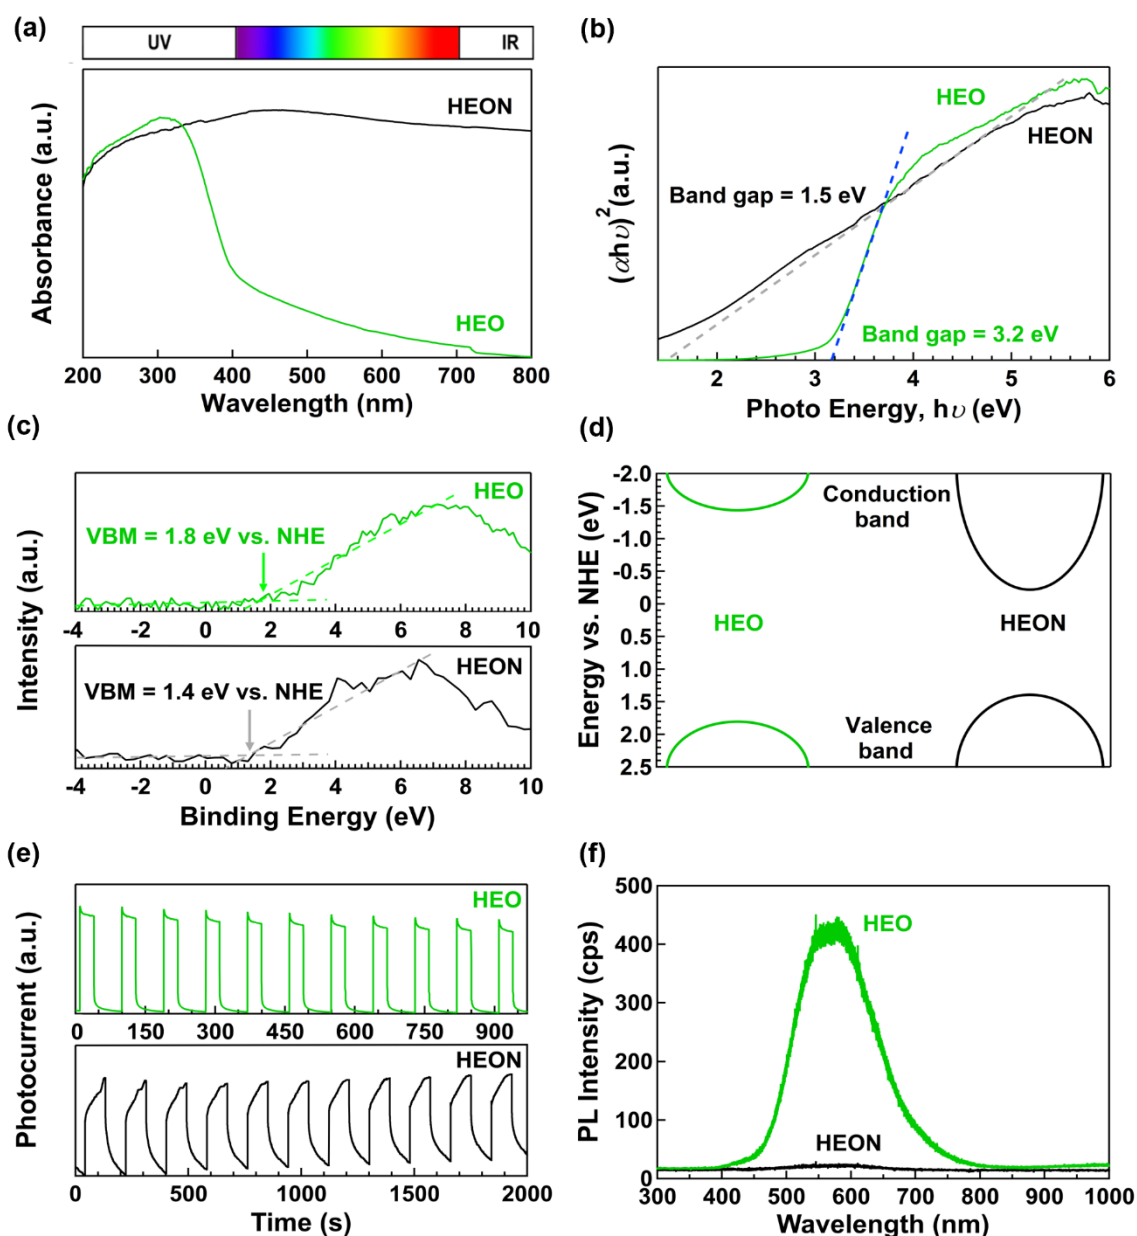 (a)
UV
IR
HEON
HEO
Absorbance (a.u.)
200 300 400 500 600 700 800
Wavelength (nm)
(b)
HEO
HEON
Band gap = 1.5 eV
Band gap = 3.2 eV
(αhυ)² (a.u.)
2 3 4 5 6
Photo Energy, hυ (eV)
(c)
HEO
VBM = 1.8 eV vs. NHE
-4 -2 0 2 4 6 8 10
HEON
VBM = 1.4 eV vs. NHE
-4 -2 0 2 4 6 8 10
Intensity (a.u.)
Binding Energy (eV)
(d)
-2.0
-1.5
-1.0
-0.5
0
0.5
1.0
1.5
2.0
2.5
Energy vs. NHE (eV)
Conduction
band
HEO
HEON
Valence
band
(e)
HEO
0 150 300 450 600 750 900
HEON
0 500 1000 1500 2000
Photocurrent (a.u.)
Time (s)
(f)
500
400
300
200
100
0
PL Intensity (cps)
HEO
HEON
300 400 500 600 700 800 900 1000
Wavelength (nm)